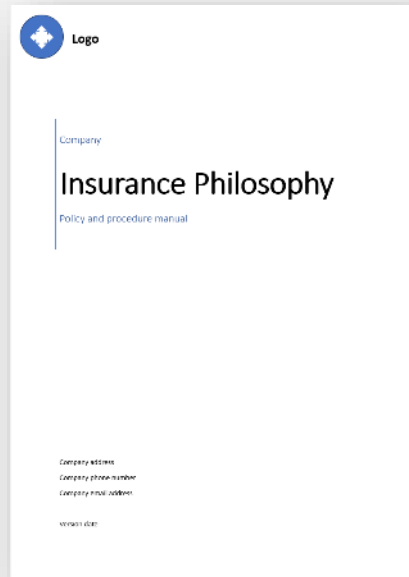 Logo
Company
Insurance Philosophy
Policy and procedure manual
Company address
Company phone number
Company email address
Version date